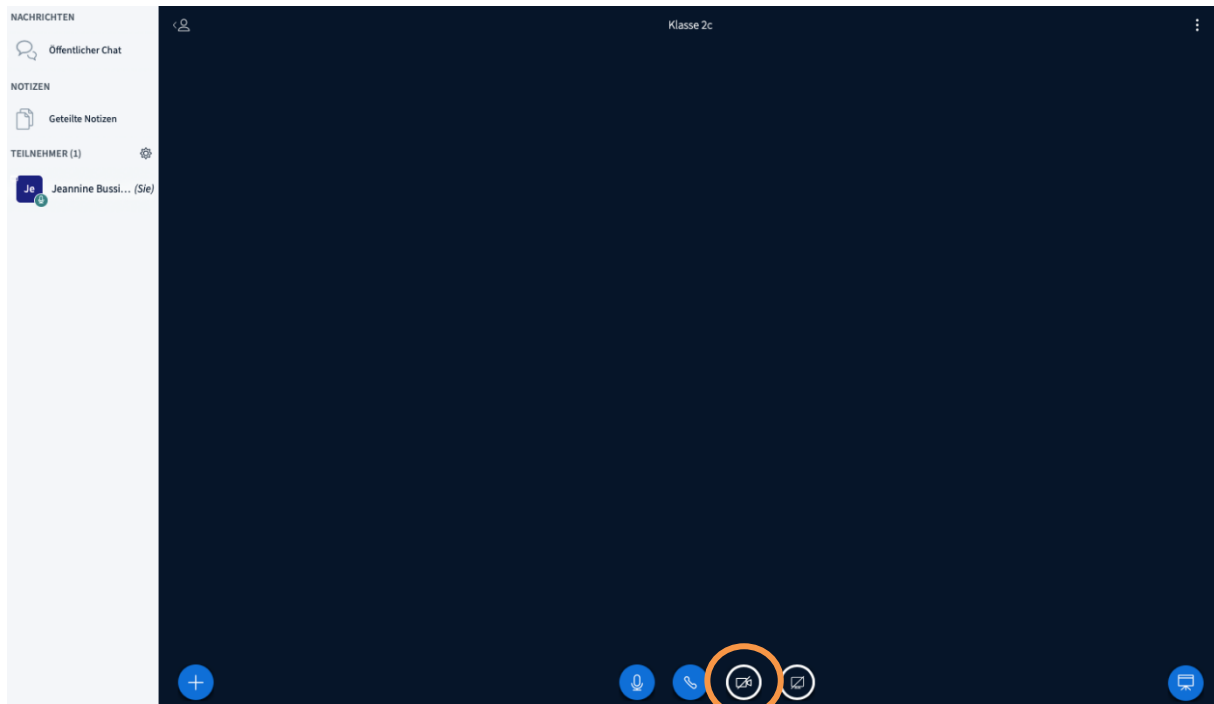 NACHRICHTEN
Öffentlicher Chat
NOTIZEN
Geteilte Notizen
TEILNEHMER (1)
Je Jeannine Bussi... (Sie)
Klasse 2c